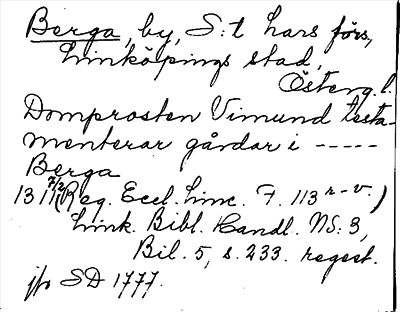 Berga, by, S:t Lars förs,
Linköpings stad,
Österg.l.
Domprosten Vimund testa-
menterar gårdar i -----
Berga
1311 7/2 (Reg. Eccl. Linc. F. 113 r-v.)
Link. Bibl. Handl. NS: 3,
Bil. 5, s. 233. regest.
jfr SD 1777.